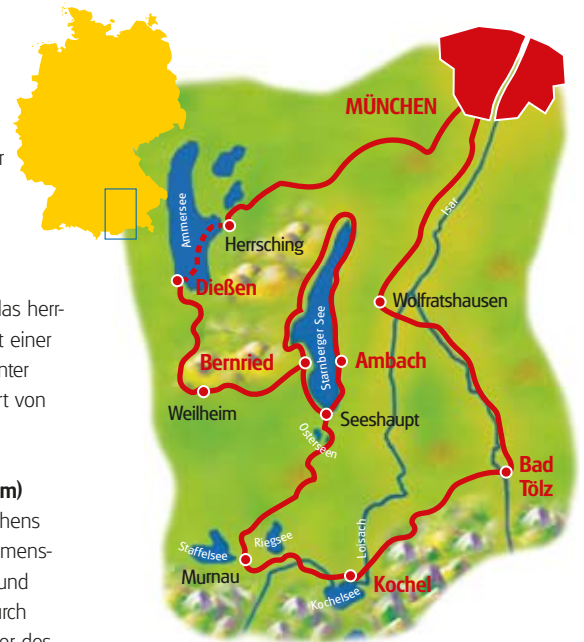 MÜNCHEN
Isar
Ammersee
Herrsching
Dießen
Starnberger See
Wolfratshausen
Bernried
Ambach
Weilheim
Seeshaupt
Osterseen
Bad
Tölz
Staffelsee
Riegsee
Loisach
Murnau
Kochel
Kochelsee
r
das herr-
t einer
nter
rt von
m)
hens
mens-
und
urch
er des